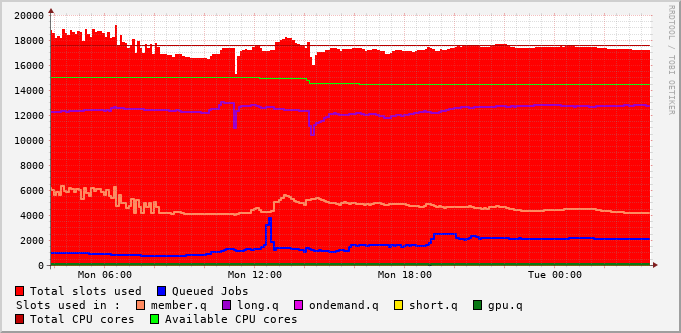 20000
18000
16000
14000
12000
10000
8000
6000
4000
2000
0
Mon 06:00 Mon 12:00 Mon 18:00 Tue 00:00
RRDTOOL / TOBI OETIKER
Total slots used Queued Jobs
Slots used in : member.q long.q ondemand.q short.q gpu.q
Total CPU cores Available CPU cores